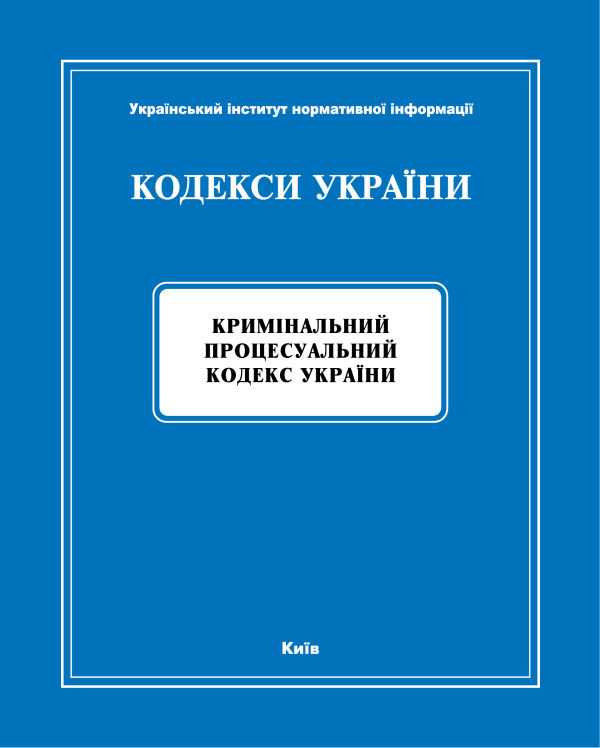 Український інститут нормативної інформації
КОДЕКСИ УКРАЇНИ
КРИМІНАЛЬНИЙ
ПРОЦЕСУАЛЬНИЙ
КОДЕКС УКРАЇНИ
Київ